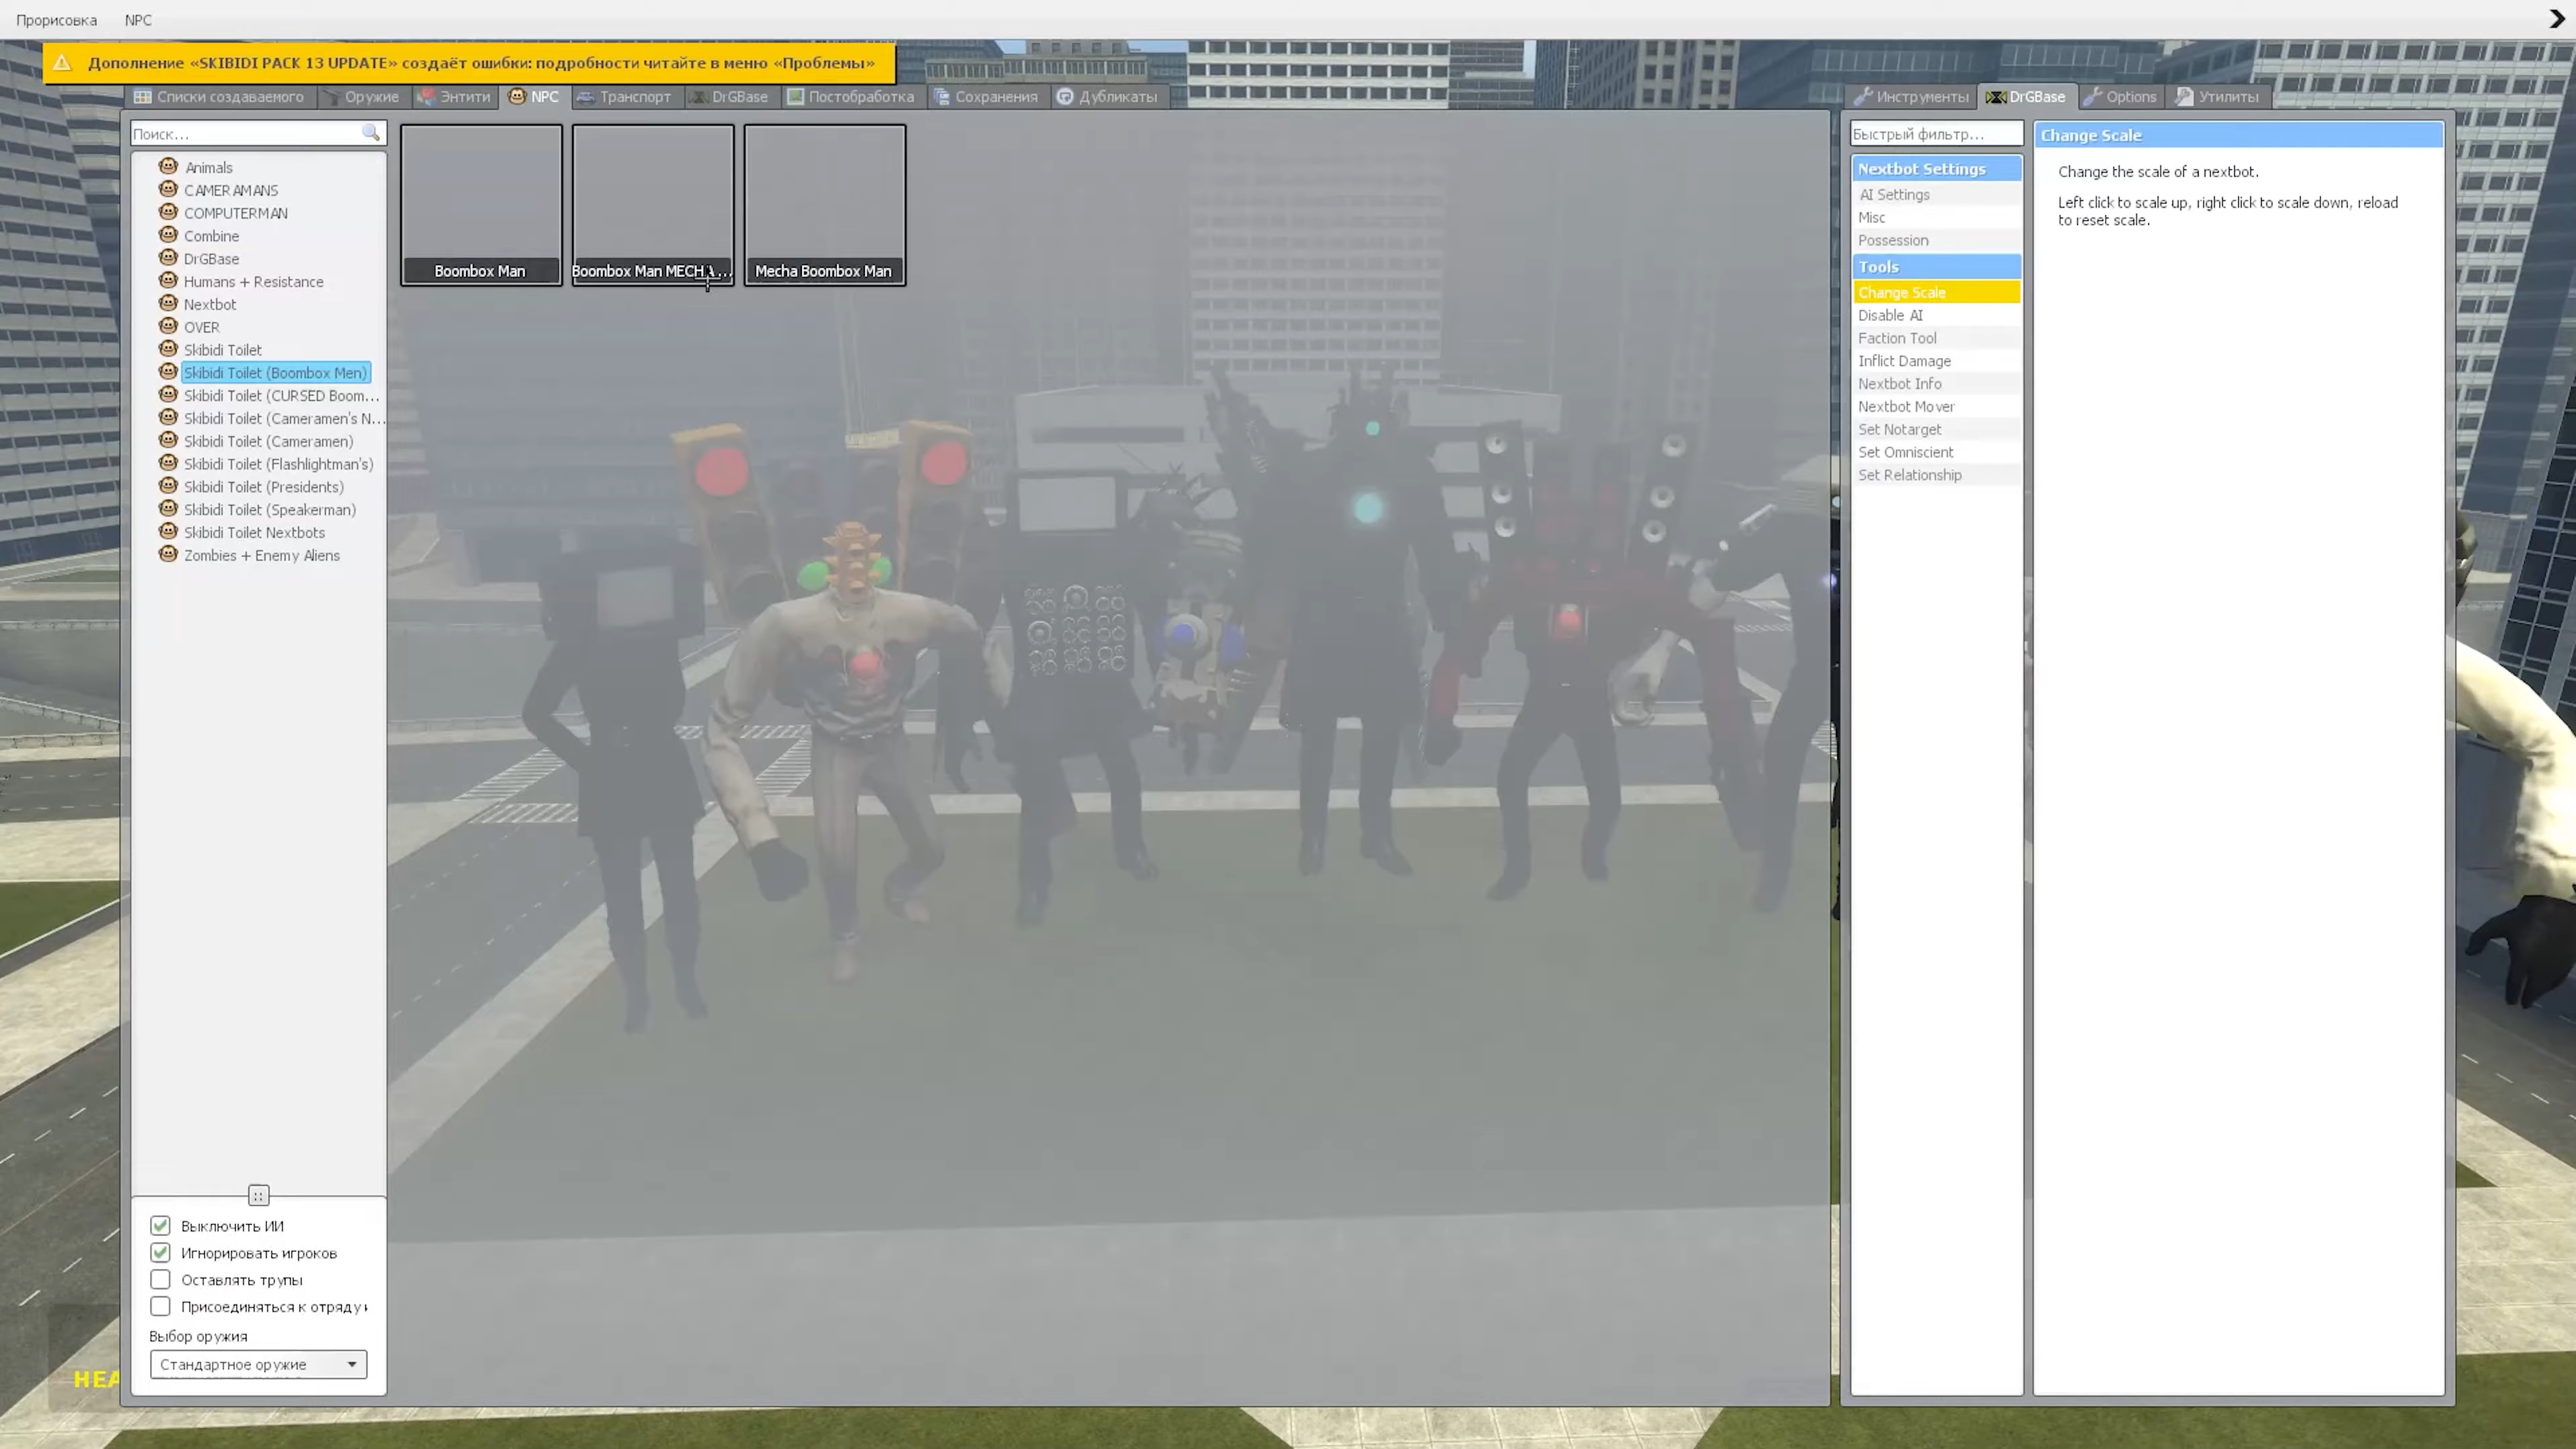 Прорисовка NPC
Дополнение «SKIBIDI PACK 13 UPDATE» создаёт ошибки: подробности читайте в меню «Проблемы»
Списки создаваемого Оружие Энтити NPC Транспорт DrGBase Постобработка Сохранения Дубликаты
Инструменты DrGBase Options Утилиты
Поиск...
Animals
CAMERAMANS
COMPUTERMAN
Combine
DrGBase
Humans + Resistance
Nextbot
OVER
Skibidi Toilet
Skibidi Toilet (Boombox Men)
Skibidi Toilet (CURSED Boom...
Skibidi Toilet (Cameramen's N...
Skibidi Toilet (Cameramen)
Skibidi Toilet (Flashlightman's)
Skibidi Toilet (Presidents)
Skibidi Toilet (Speakerman)
Skibidi Toilet Nextbots
Zombies + Enemy Aliens
Выключить ИИ
Игнорировать игроков
Оставлять трупы
Присоединяться к отряду
Выбор оружия
Стандартное оружие
HEA
Boombox Man
Boombox Man MECHA...
Mecha Boombox Man
Быстрый фильтр...
Nextbot Settings
AI Settings
Misc
Possession
Tools
Change Scale
Disable AI
Faction Tool
Inflict Damage
Nextbot Info
Nextbot Mover
Set Notarget
Set Omniscient
Set Relationship
Change Scale
Change the scale of a nextbot.
Left click to scale up, right click to scale down, reload
to reset scale.